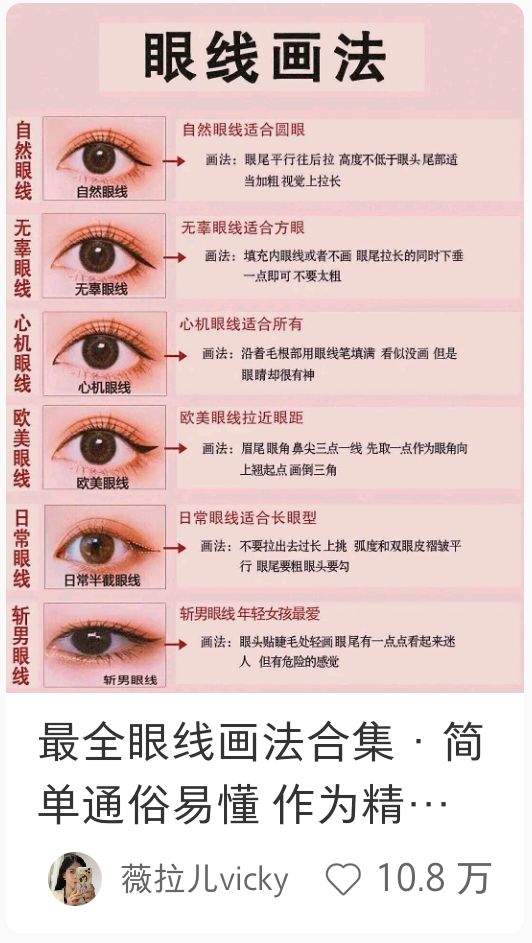 眼线画法
自然眼线
自然眼线
自然眼线适合圆眼
画法：眼尾平行往后拉 高度不低于眼头 尾部适
当加粗 视觉上拉长
无辜眼线
无辜眼线
无辜眼线适合方眼
画法：填充内眼线或者不画 眼尾拉长的同时下垂
一点即可 不要太粗
心机眼线
心机眼线
心机眼线适合所有
画法：沿着毛根部用眼线笔填满 看似没画 但是
眼睛却很有神
欧美眼线
欧美眼线
欧美眼线拉近眼距
画法：眉尾 眼角 鼻尖三点一线 先取一点作为眼角向
上翘起点 画倒三角
日常眼线
日常半截眼线
日常眼线适合长眼型
画法：不要拉出去过长 上挑 弧度和双眼皮褶皱平
行 眼尾要粗眼头要勾
斩男眼线
斩男眼线
斩男眼线 年轻女孩最爱
画法：眼头贴睫毛处轻画 眼尾有一点点看起来迷
人 但有危险的感觉
最全眼线画法合集·简
单通俗易懂 作为精…
薇拉儿vicky
10.8 万